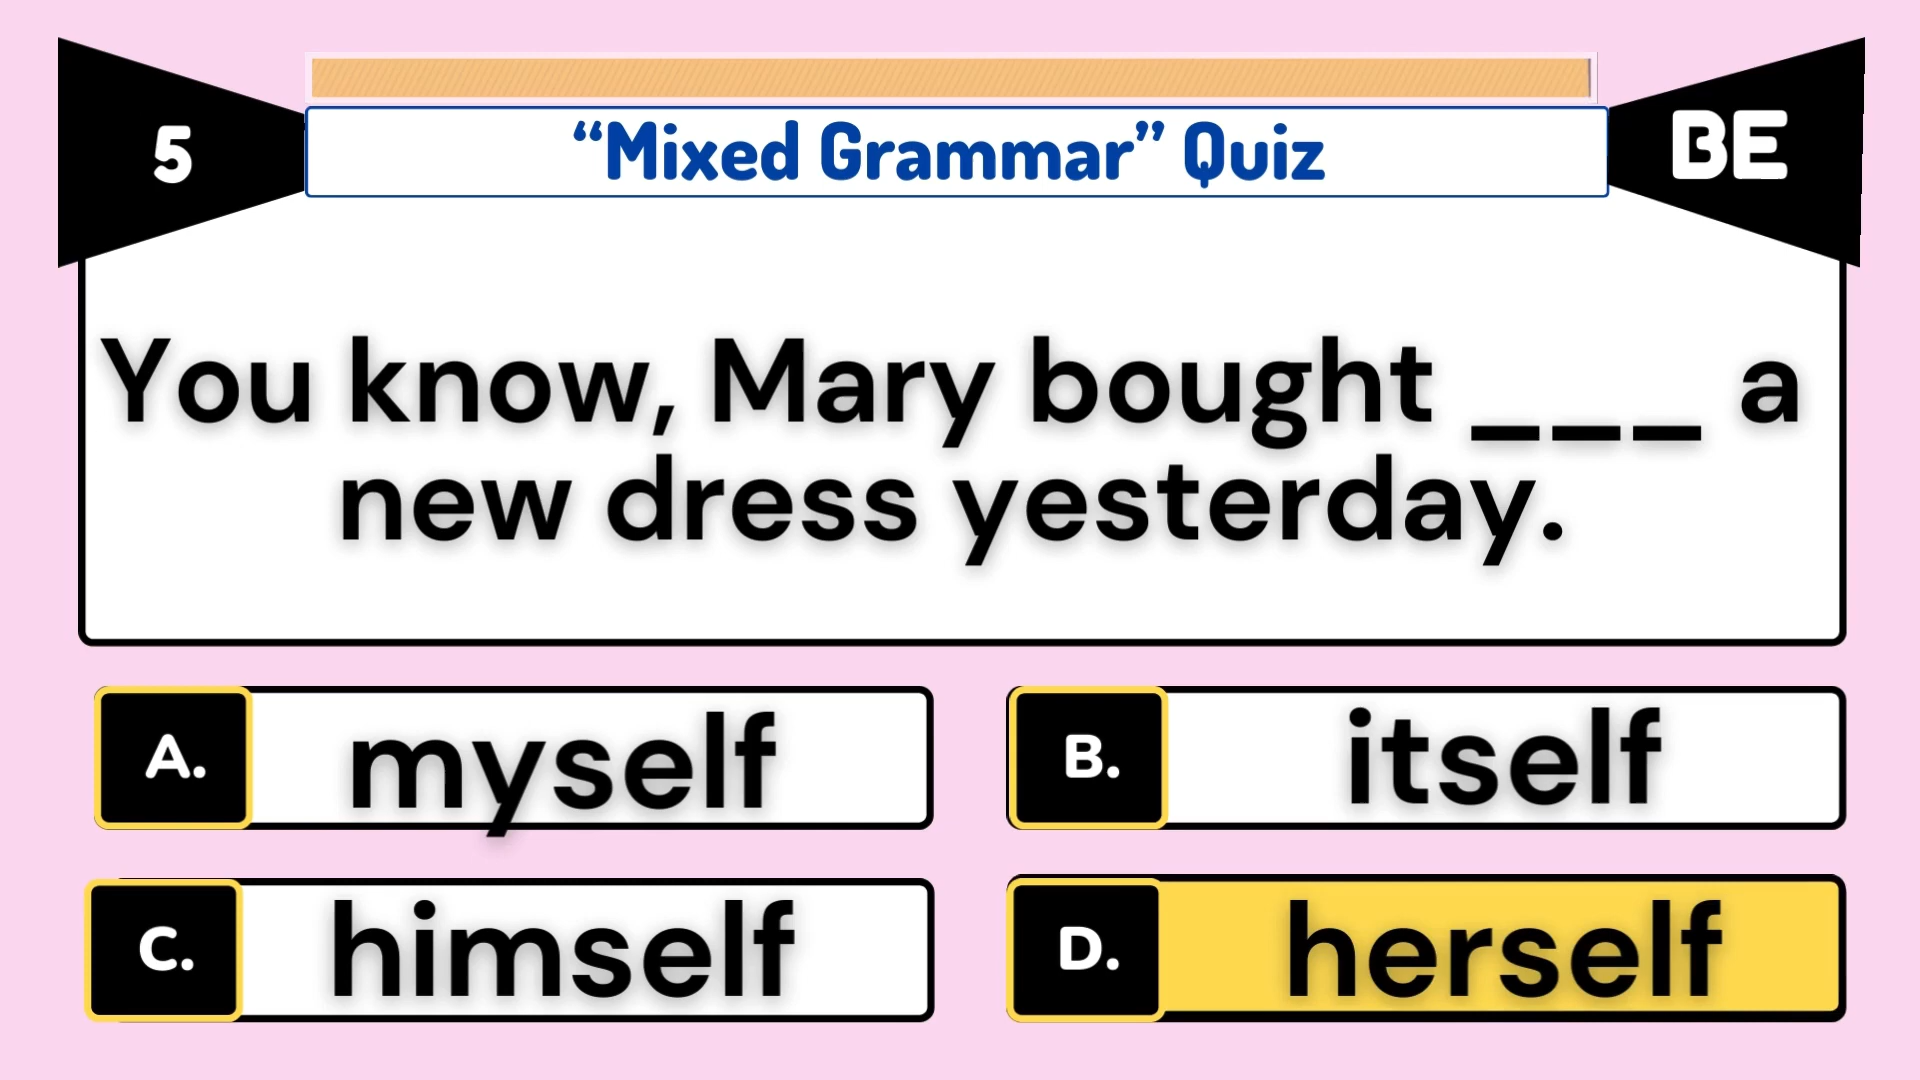 5
“Mixed Grammar” Quiz
BE
You know, Mary bought ___ a
new dress yesterday.
A. myself
B. itself
C. himself
D. herself